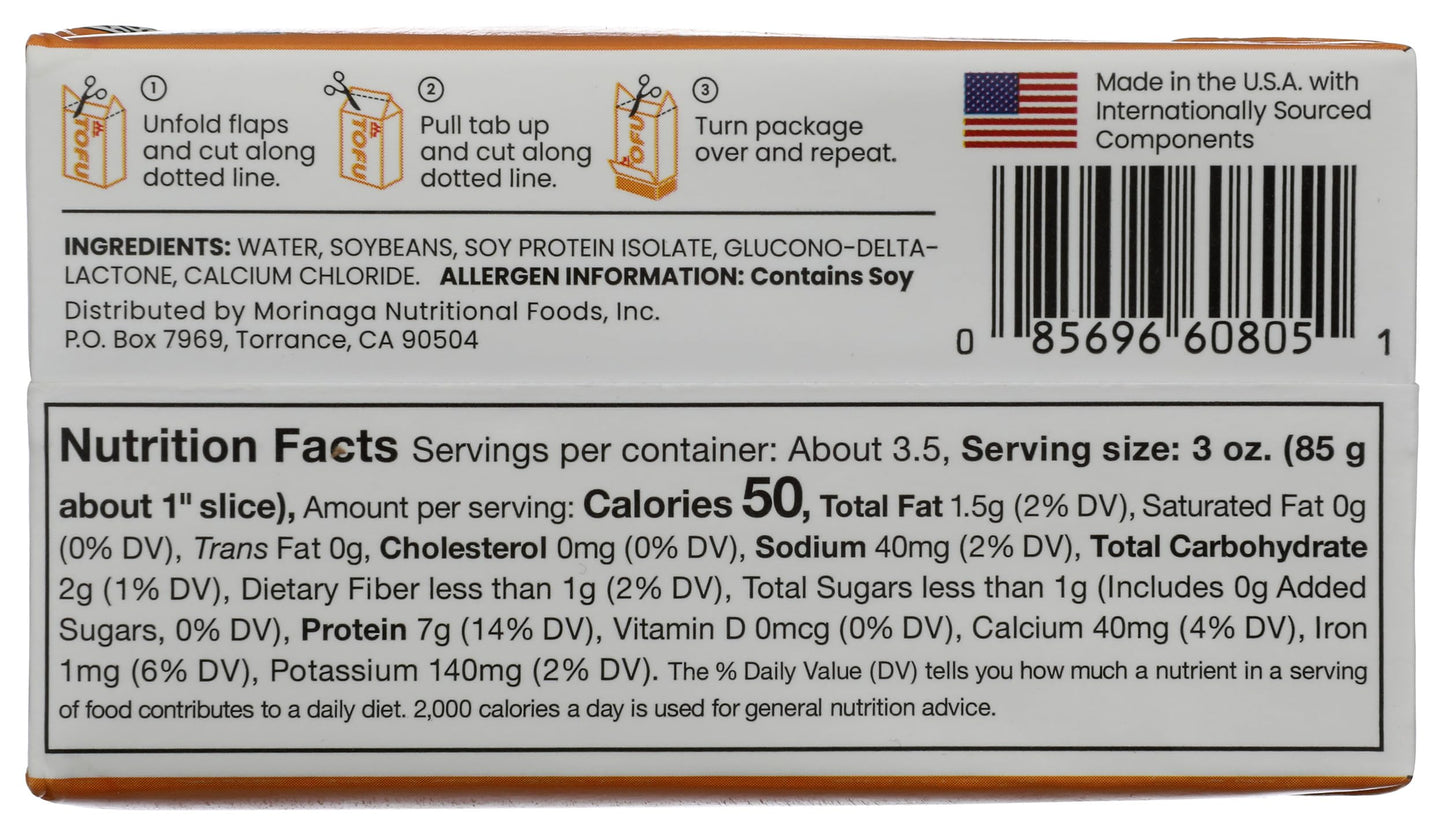 1
Unfold flaps
and cut along
dotted line.
TOFU
2
Pull tab up
and cut along
dotted line.
TOFU
3
Turn package
over and repeat.
OFU
Made in the U.S.A. with
Internationally Sourced
Components
INGREDIENTS: WATER, SOYBEANS, SOY PROTEIN ISOLATE, GLUCONO-DELTA-
LACTONE, CALCIUM CHLORIDE. ALLERGEN INFORMATION: Contains Soy
Distributed by Morinaga Nutritional Foods, Inc.
P.O. Box 7969, Torrance, CA 90504
0 85696 60805 1
Nutrition Facts Servings per container: About 3.5, Serving size: 3 oz. (85 g
about 1" slice), Amount per serving: Calories 50, Total Fat 1.5g (2% DV), Saturated Fat 0g
(0% DV), Trans Fat 0g, Cholesterol 0mg (0% DV), Sodium 40mg (2% DV), Total Carbohydrate
2g (1% DV), Dietary Fiber less than 1g (2% DV), Total Sugars less than 1g (Includes 0g Added
Sugars, 0% DV), Protein 7g (14% DV), Vitamin D 0mcg (0% DV), Calcium 40mg (4% DV), Iron
1mg (6% DV), Potassium 140mg (2% DV). The % Daily Value (DV) tells you how much a nutrient in a serving
of food contributes to a daily diet. 2,000 calories a day is used for general nutrition advice.